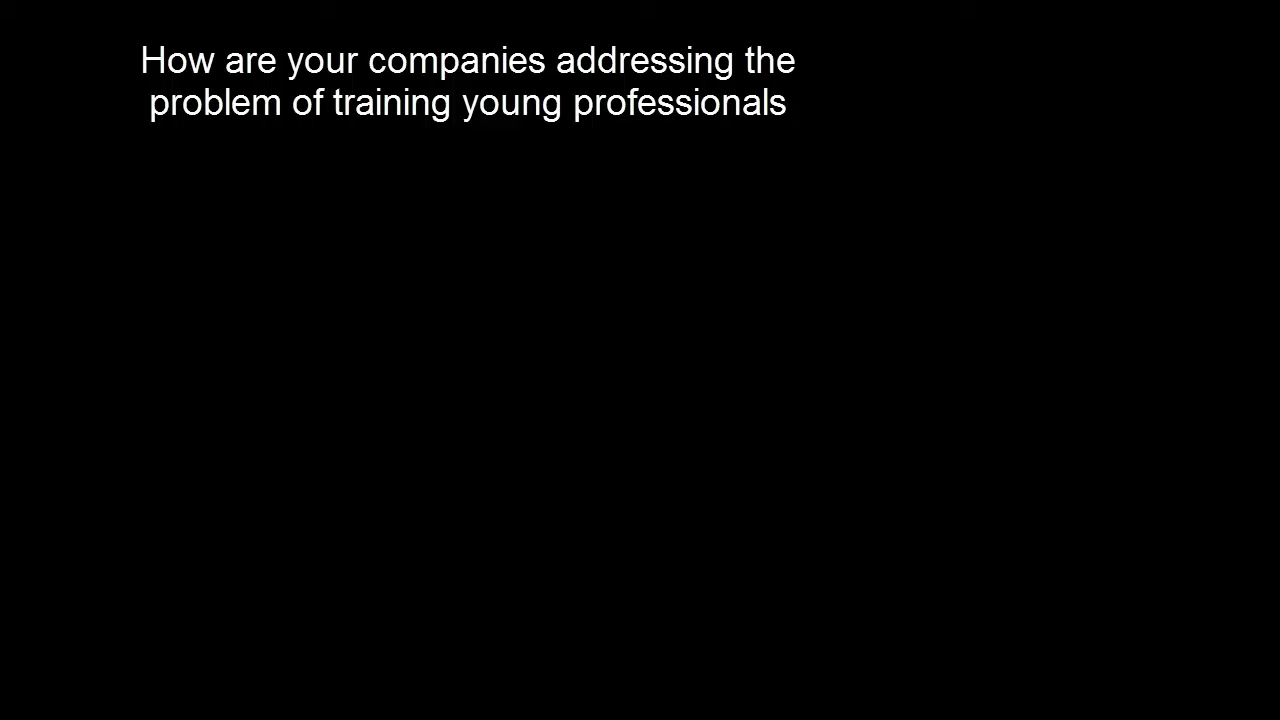 How are your companies addressing the
problem of training young professionals